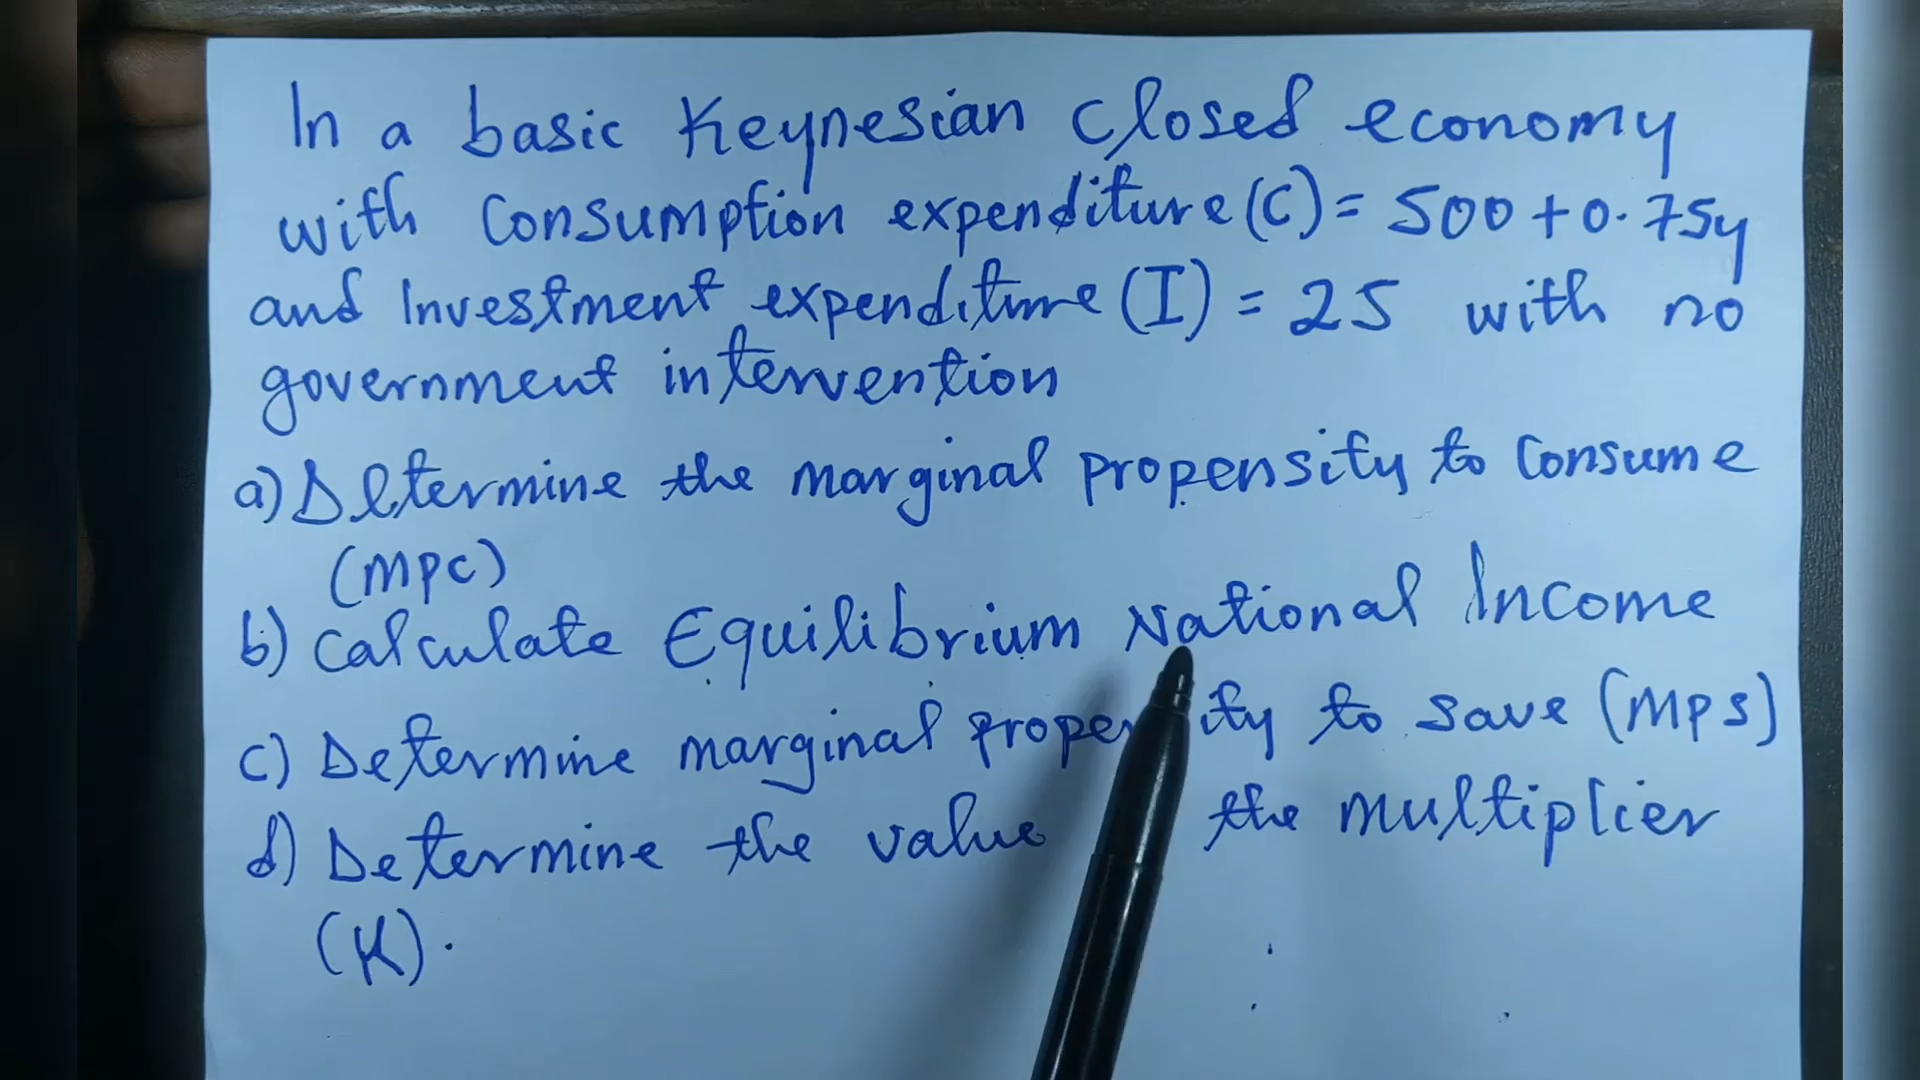 In a basic Keynesian closed economy
with Consumption expenditure (C) = 500 + 0.75y
and Investment expenditure (I) = 25 with no
government intervention
a) Determine the marginal propensity to Consume
(MPC)
b) Calculate Equilibrium National Income
c) Determine marginal ity to save (MPS)
d) Determine the value the multiplier
(K).